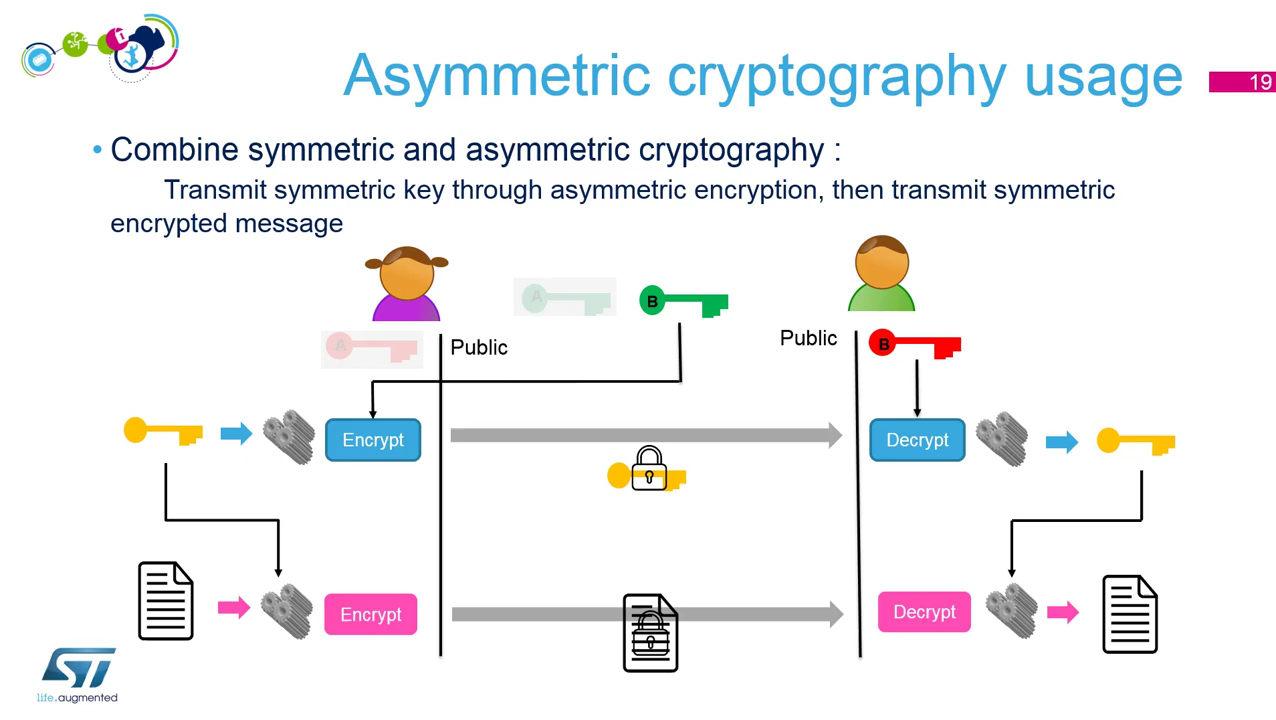 Asymmetric cryptography usage
19
• Combine symmetric and asymmetric cryptography :
Transmit symmetric key through asymmetric encryption, then transmit symmetric
encrypted message
A
B
A
Public
Public
B
Encrypt
Decrypt
Encrypt
Decrypt
ST
life.augmented